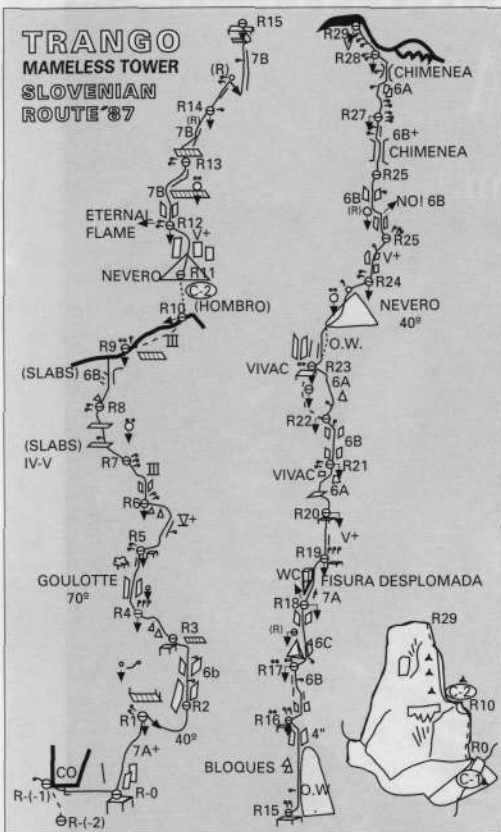 TRANGO
MAMELESS TOWER
SLOVENIAN
ROUTE'87
R15
7B
(R)
R14
(R)
7B
R13
7B
ETERNAL
FLAME
R12
V+
NEVERO
R11
C-2
R10 (HOMBRO)
III
R9
(SLABS)
6B
R8
(SLABS)
IV-V
R7
III
R6
V+
R5
GOULOTTE
70º
R4
R3
6b
R2
R1
40º
7A+
CO
R-(-1)
R-0
R-(-2)
R29
R28
CHIMENEA
6A
R27
6B+
CHIMENEA
R25
6B
(R)
NO! 6B
R25
V+
R24
NEVERO
40º
O.W.
VIVAC
R23
6A
R22
6B
R21
VIVAC
6A
R20
V+
R19
WC
FISURA DESPLOMADA
7A
R18
(R)
6C
R17
6B
R16
4"
BLOQUES
O.W
R15
R29
C-2
R10
R0
C-1